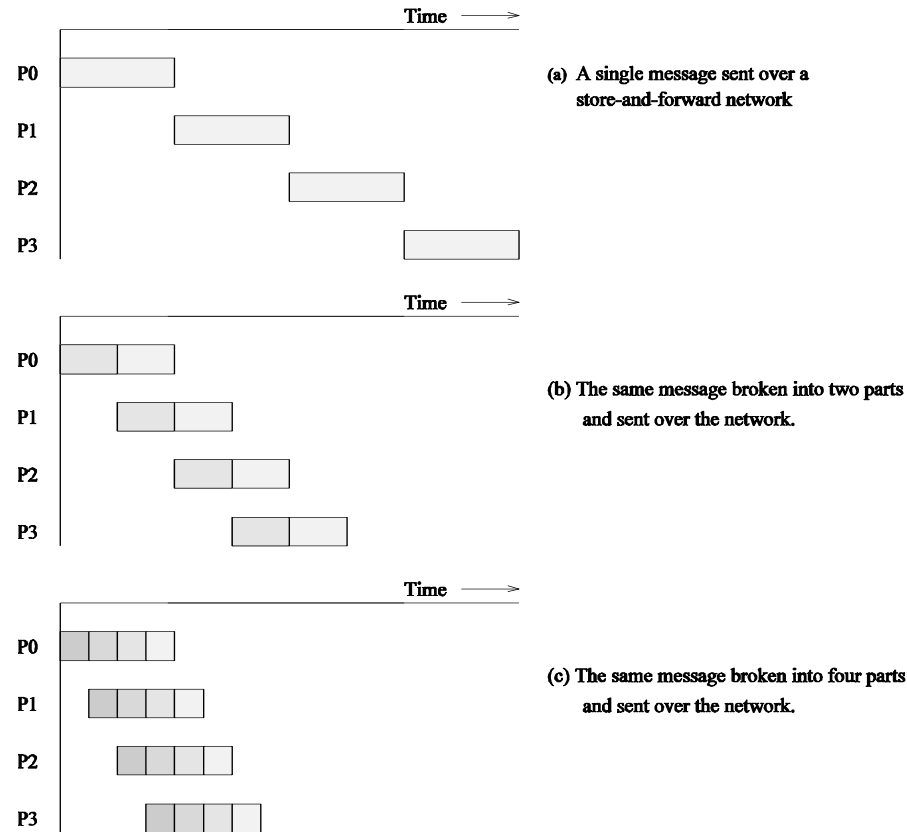 Time
P0
(a) A single message sent over a
store-and-forward network
P1
P2
P3
Time
P0
(b) The same message broken into two parts
and sent over the network.
P1
P2
P3
Time
P0
(c) The same message broken into four parts
and sent over the network.
P1
P2
P3